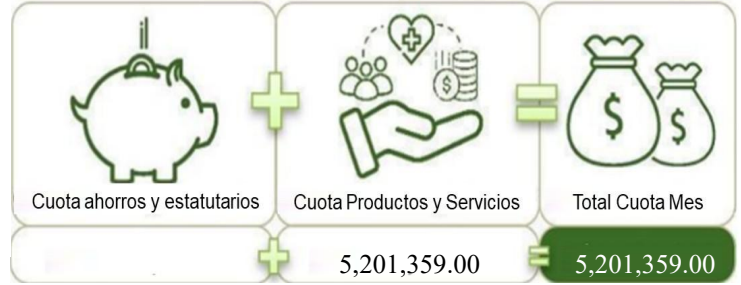 Cuota ahorros y estatutarios
Cuota Productos y Servicios
Total Cuota Mes
5,201,359.00
5,201,359.00